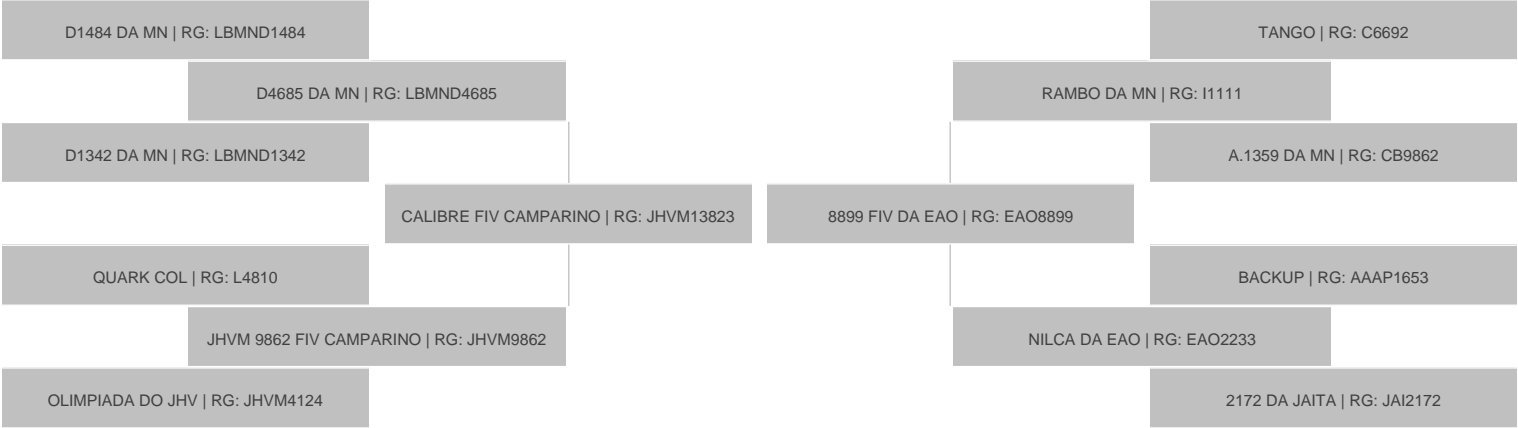 D1484 DA MN | RG: LBMND1484
TANGO | RG: C6692
D4685 DA MN | RG: LBMND4685
RAMBO DA MN | RG: I1111
D1342 DA MN | RG: LBMND1342
A.1359 DA MN | RG: CB9862
CALIBRE FIV CAMPARINO | RG: JHVM13823
8899 FIV DA EAO | RG: EAO8899
QUARK COL | RG: L4810
BACKUP | RG: AAAP1653
JHVM 9862 FIV CAMPARINO | RG: JHVM9862
NILCA DA EAO | RG: EAO2233
OLIMPIADA DO JHV | RG: JHVM4124
2172 DA JAITA | RG: JAI2172